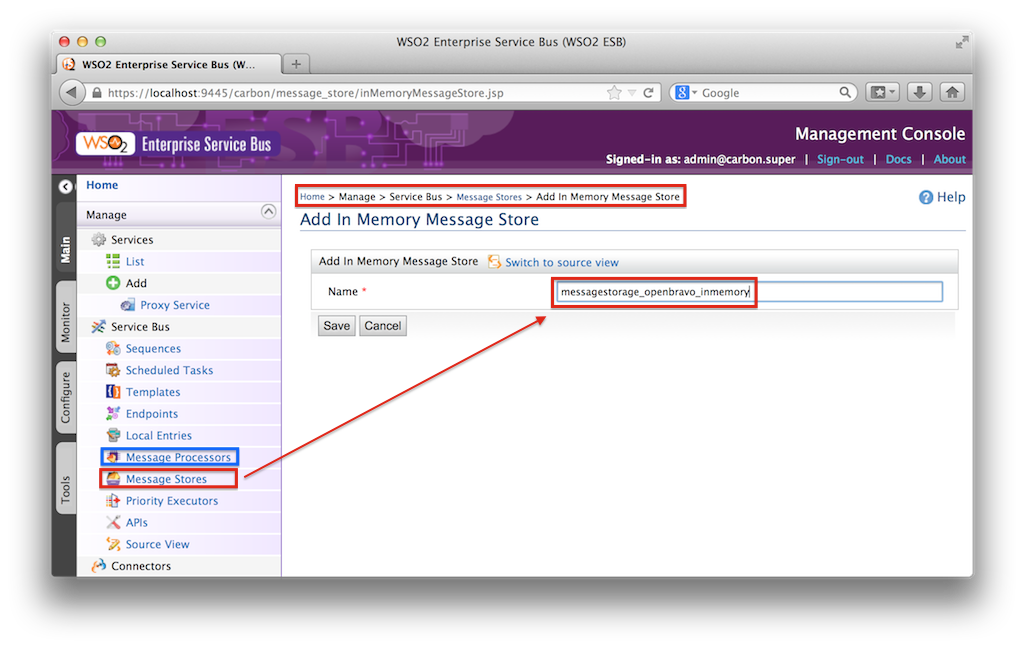 WSO2 Enterprise Service Bus (WSO2 ESB)
WSO2 Enterprise Service Bus (W...
https://localhost:9445/carbon/message_store/inMemoryMessageStore.jsp
Google
WSO2 Enterprise Service Bus
Management Console
Signed-in as: admin@carbon.super | Sign-out | Docs | About
Main
Monitor
Configure
Tools
Home
Manage
Services
List
Add
Proxy Service
Service Bus
Sequences
Scheduled Tasks
Templates
Endpoints
Local Entries
Message Processors
Message Stores
Priority Executors
APIs
Source View
Connectors
Home > Manage > Service Bus > Message Stores > Add In Memory Message Store
Help
Add In Memory Message Store
Add In Memory Message Store Switch to source view
Name * messagestorage_openbravo_inmemory
Save Cancel